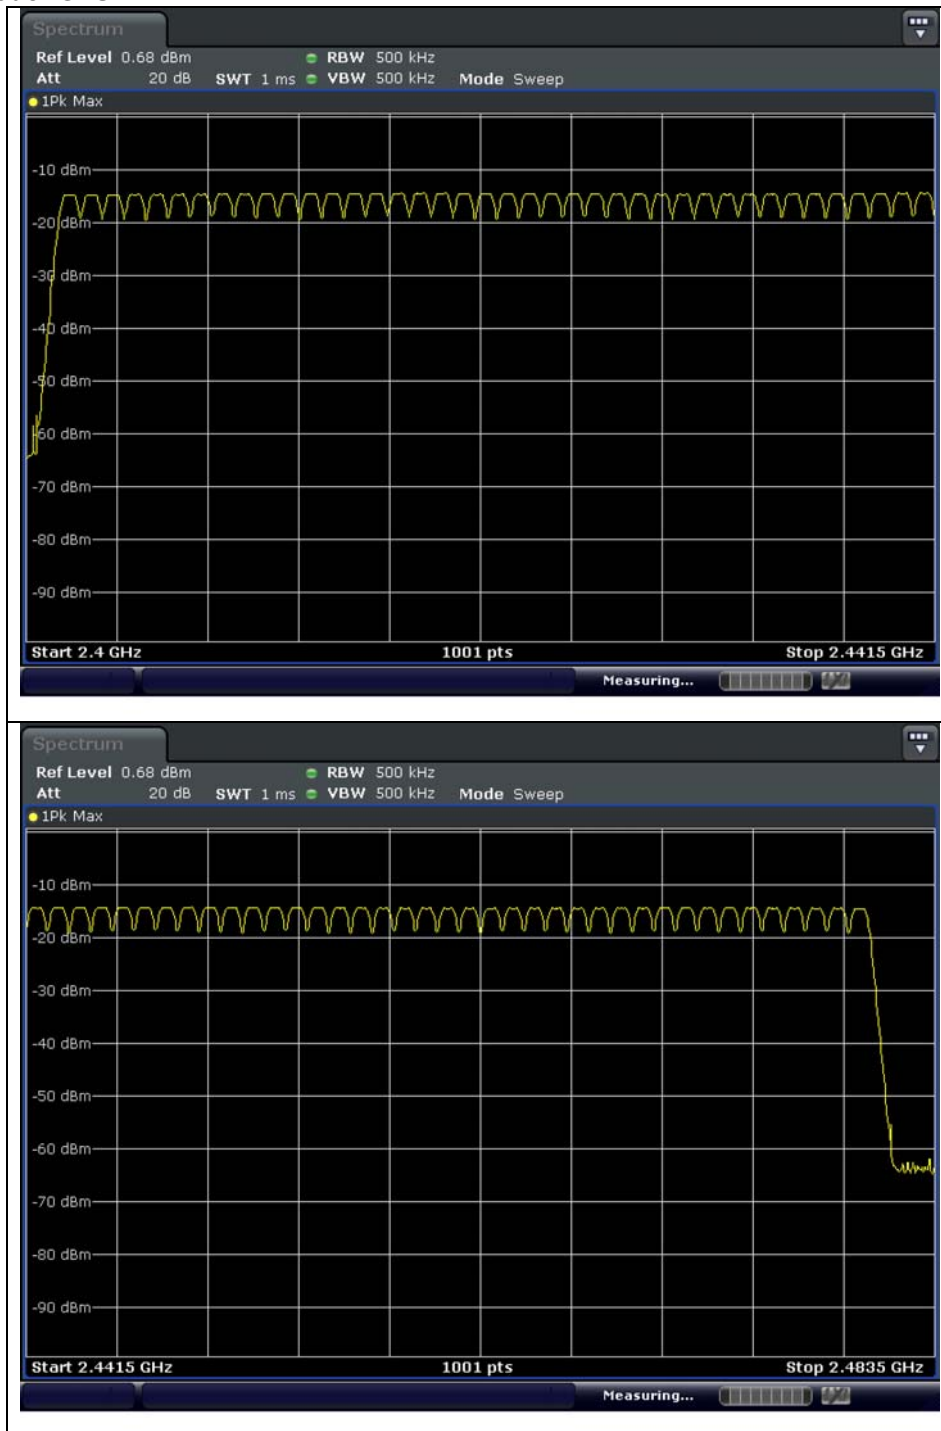 Spectrum
Ref Level 0.68 dBm RBW 500 kHz
Att 20 dB SWT 1 ms VBW 500 kHz Mode Sweep
1Pk Max
-10 dBm
-20 dBm
-30 dBm
-40 dBm
-50 dBm
-60 dBm
-70 dBm
-80 dBm
-90 dBm
Start 2.4 GHz 1001 pts Stop 2.4415 GHz
Measuring...
Spectrum
Ref Level 0.68 dBm RBW 500 kHz
Att 20 dB SWT 1 ms VBW 500 kHz Mode Sweep
1Pk Max
-10 dBm
-20 dBm
-30 dBm
-40 dBm
-50 dBm
-60 dBm
-70 dBm
-80 dBm
-90 dBm
Start 2.4415 GHz 1001 pts Stop 2.4835 GHz
Measuring...